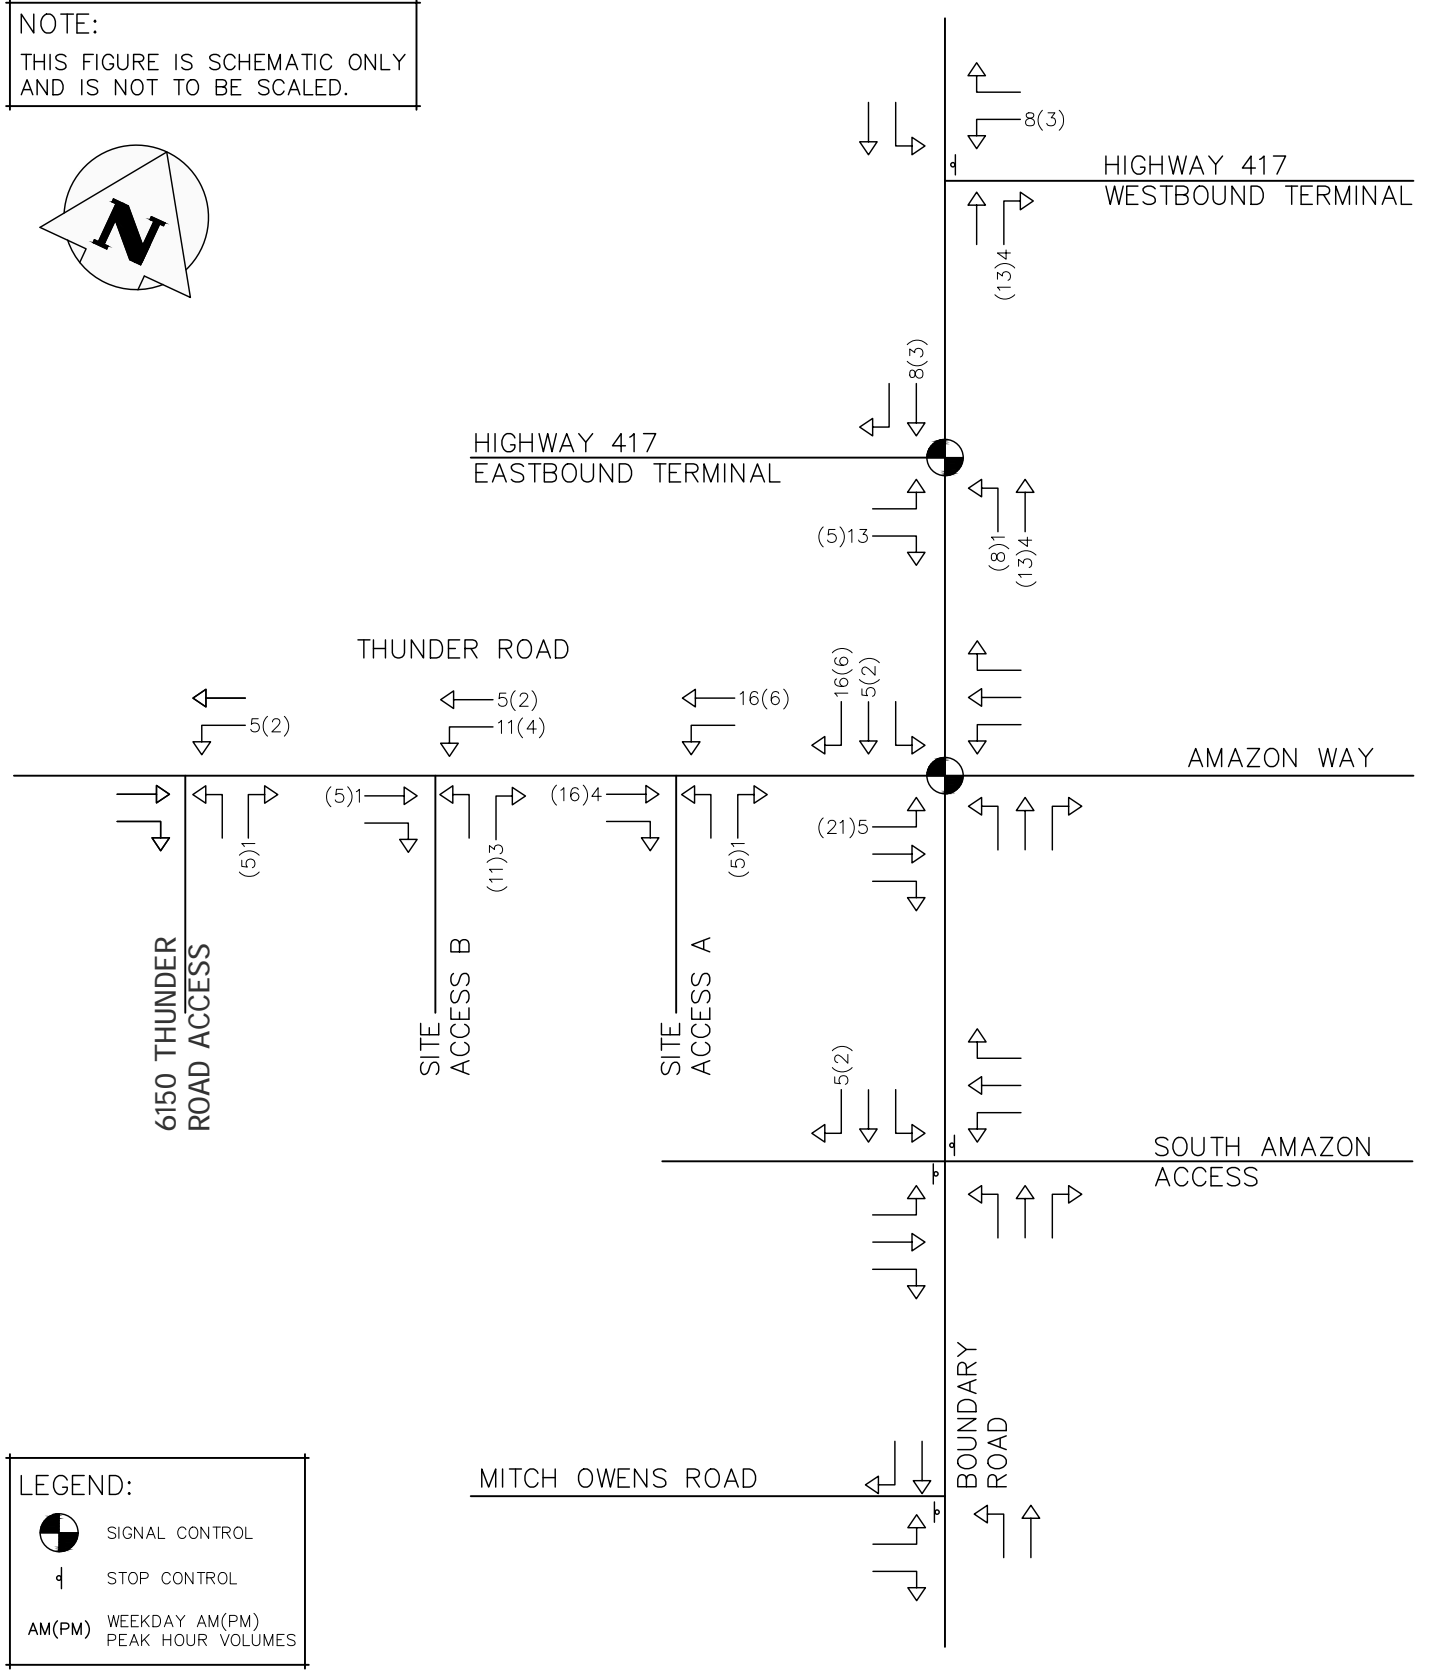 NOTE:
THIS FIGURE IS SCHEMATIC ONLY
AND IS NOT TO BE SCALED.
N
8(3)
HIGHWAY 417
WESTBOUND TERMINAL
(13)4
8(3)
HIGHWAY 417
EASTBOUND TERMINAL
(5)13
(8)1
(13)4
THUNDER ROAD
5(2)
5(2)
11(4)
16(6)
16(6)
5(2)
AMAZON WAY
(5)1
(5)1
(11)3
(16)4
(5)1
(21)5
6150 THUNDER
ROAD ACCESS
SITE
ACCESS B
SITE
ACCESS A
5(2)
SOUTH AMAZON
ACCESS
BOUNDARY
ROAD
MITCH OWENS ROAD
LEGEND:
SIGNAL CONTROL
STOP CONTROL
AM(PM) WEEKDAY AM(PM)
PEAK HOUR VOLUMES